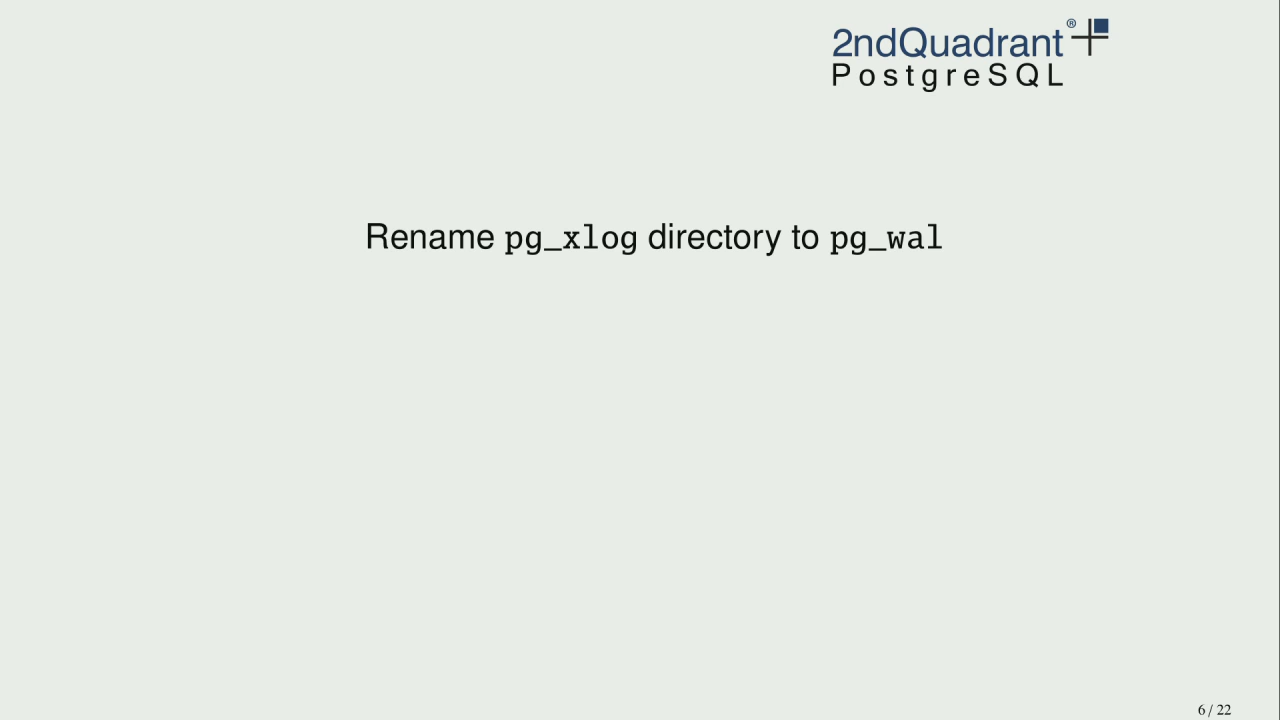 2ndQuadrant®
PostgreSQL
Rename pg_xlog directory to pg_wal
6 / 22